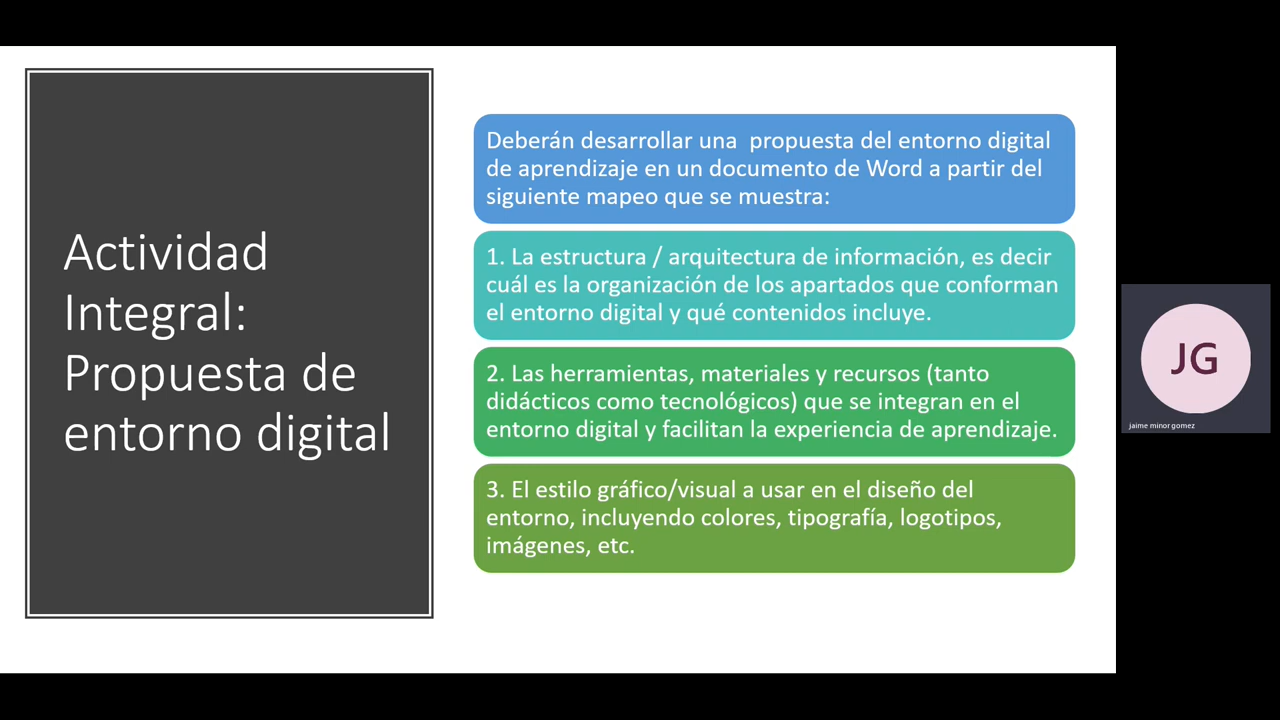 Actividad
Integral:
Propuesta de
entorno digital
Deberán desarrollar una  propuesta del entorno digital
de aprendizaje en un documento de Word a partir del
siguiente mapeo que se muestra:
1. La estructura / arquitectura de información, es decir
cuál es la organización de los apartados que conforman
el entorno digital y qué contenidos incluye.
2. Las herramientas, materiales y recursos (tanto
didácticos como tecnológicos) que se integran en el
entorno digital y facilitan la experiencia de aprendizaje.
3. El estilo gráfico/visual a usar en el diseño del
entorno, incluyendo colores, tipografía, logotipos,
imágenes, etc.
JG
jaime minor gomez